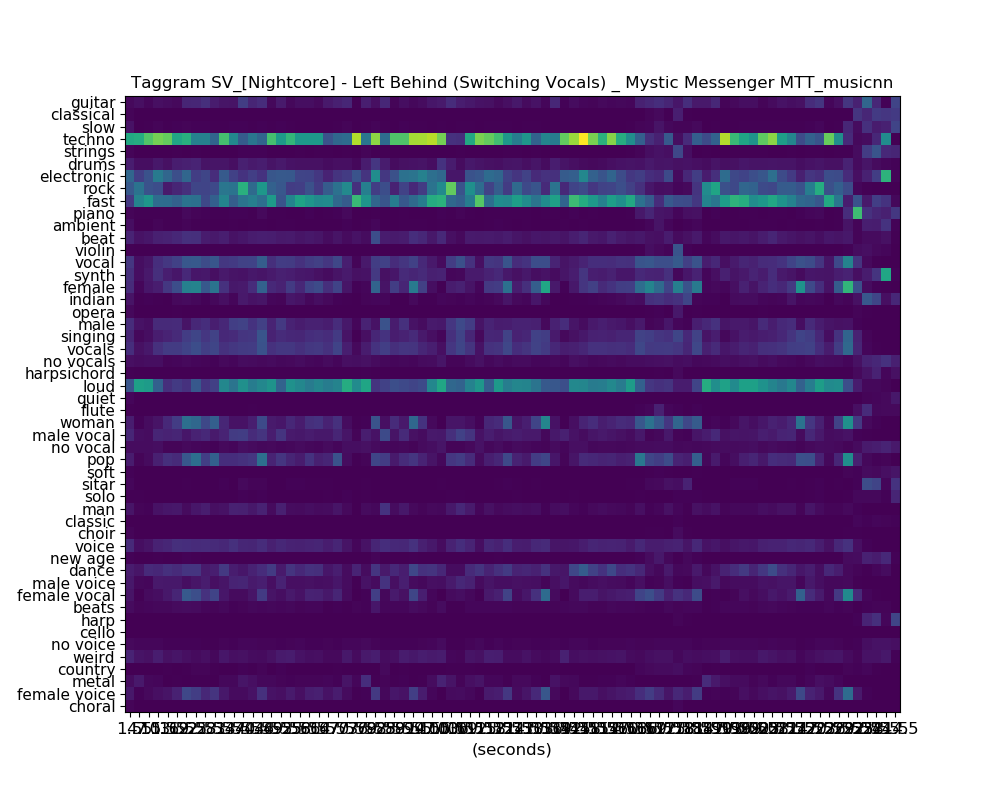 Taggram SV_[Nightcore] - Left Behind (Switching Vocals) _ Mystic Messenger MTT_musicnn
guitar
classical
slow
techno
strings
drums
electronic
rock
fast
piano
ambient
beat
violin
vocal
synth
female
indian
opera
male
singing
vocals
no vocals
harpsichord
loud
quiet
flute
woman
male vocal
no vocal
pop
soft
sitar
solo
man
classic
choir
voice
new age
dance
male voice
female vocal
beats
harp
cello
no voice
weird
country
metal
female voice
choral
(seconds)